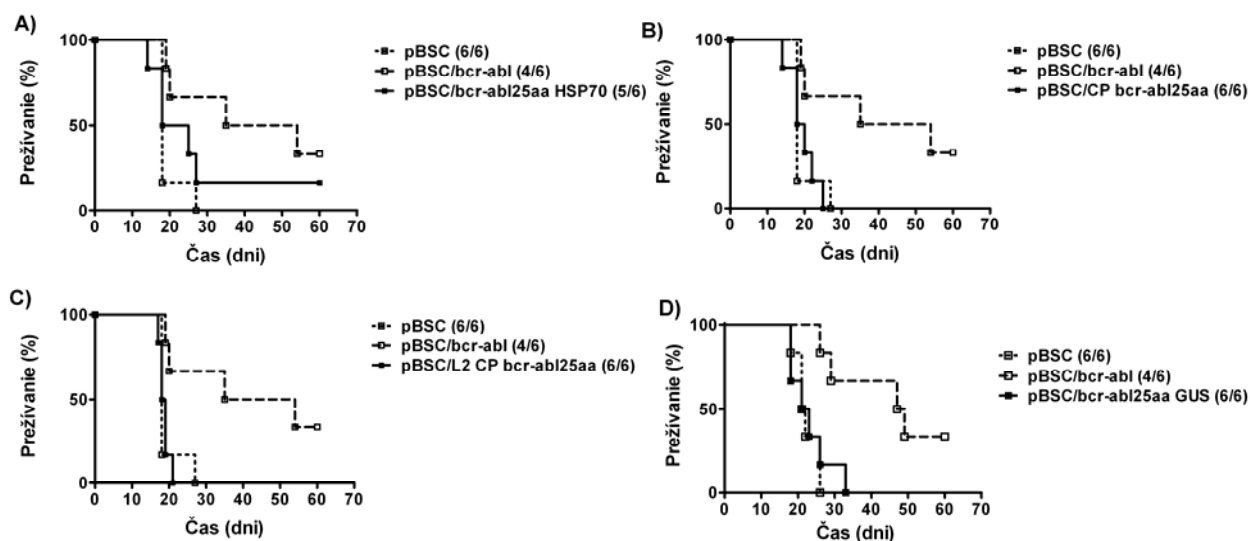 A)
pBSC (6/6)
pBSC/bcr-abl (4/6)
pBSC/bcr-abl25aa HSP70 (5/6)
Prežívanie (%)
100
50
0
0 10 20 30 40 50 60 70
Čas (dni)
B)
pBSC (6/6)
pBSC/bcr-abl (4/6)
pBSC/CP bcr-abl25aa (6/6)
Prežívanie (%)
100
50
0
0 10 20 30 40 50 60 70
Čas (dni)
C)
pBSC (6/6)
pBSC/bcr-abl (4/6)
pBSC/L2 CP bcr-abl25aa (6/6)
Prežívanie (%)
100
50
0
0 10 20 30 40 50 60 70
Čas (dni)
D)
pBSC (6/6)
pBSC/bcr-abl (4/6)
pBSC/bcr-abl25aa GUS (6/6)
Prežívanie (%)
100
50
0
0 10 20 30 40 50 60 70
Čas (dni)